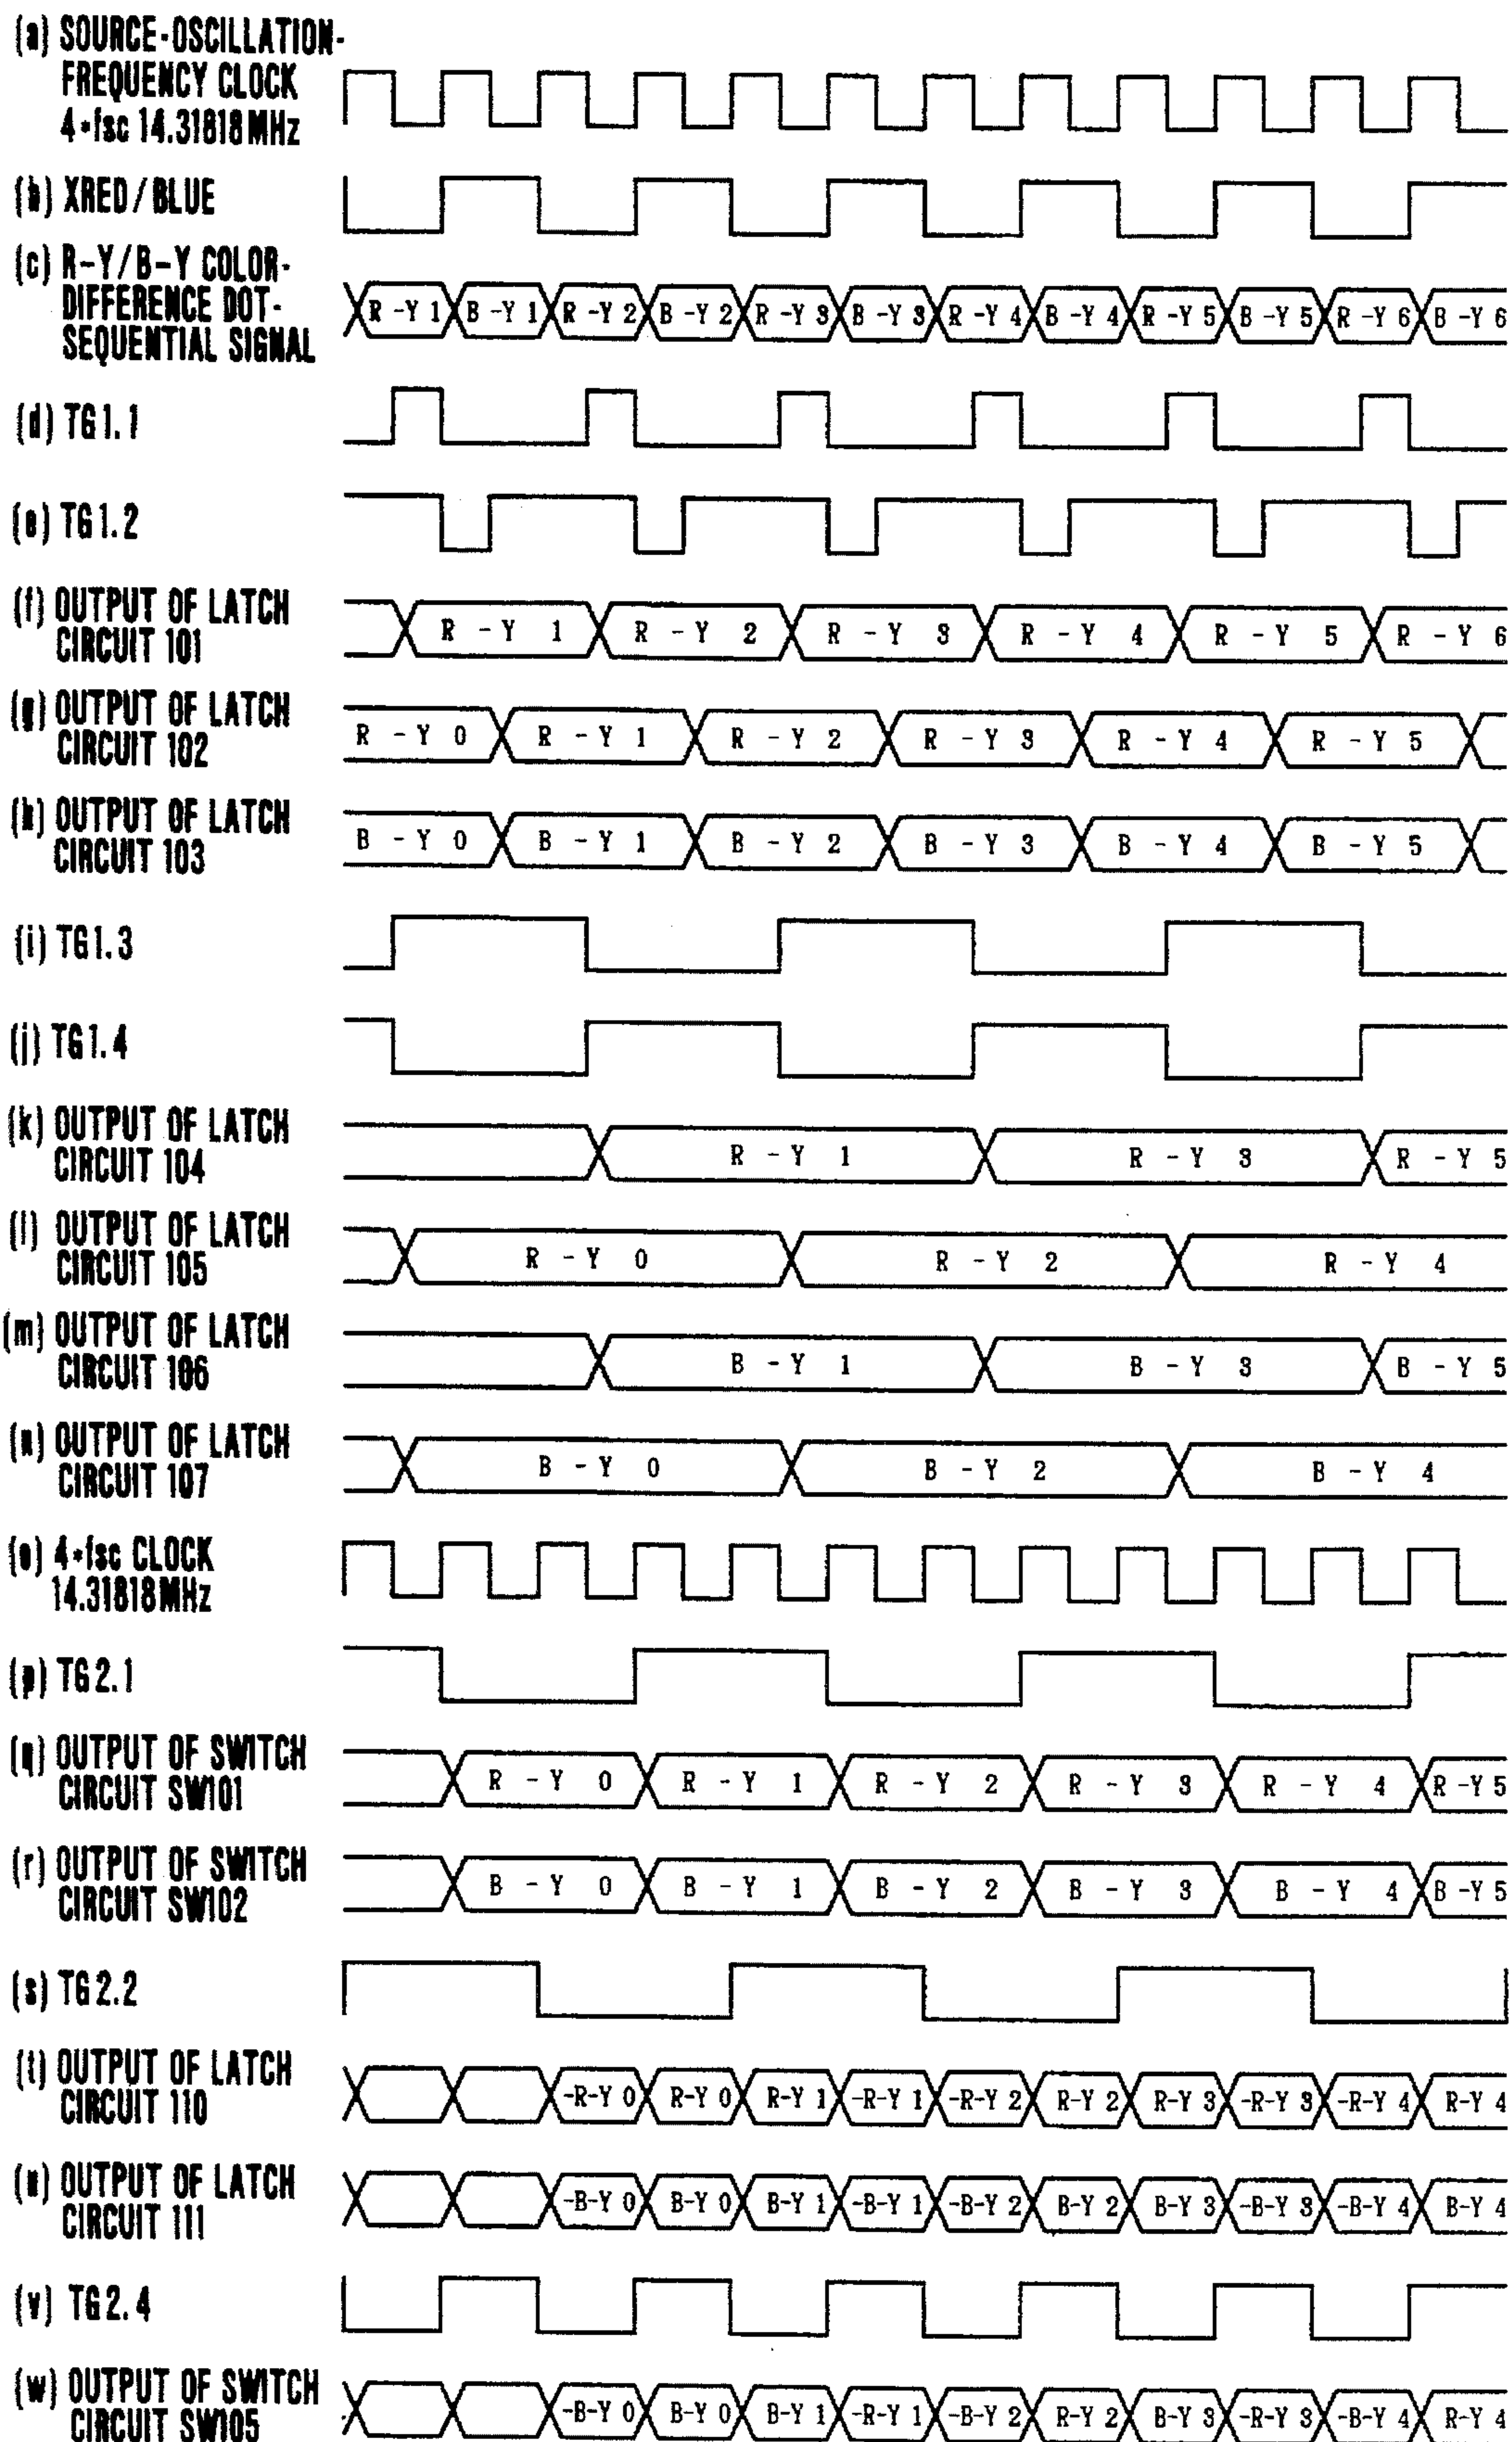 (a) SOURCE-OSCILLATION-
FREQUENCY CLOCK
4*fsc 14.31818MHz
(b) XRED/BLUE
(c) R-Y/B-Y COLOR-
DIFFERENCE DOT-
SEQUENTIAL SIGNAL
R-Y 1 B-Y 1 R-Y 2 B-Y 2 R-Y 3 B-Y 3 R-Y 4 B-Y 4 R-Y 5 B-Y 5 R-Y 6 B-Y 6
(d) TG1.1
(e) TG1.2
(f) OUTPUT OF LATCH
CIRCUIT 101
R-Y 1 R-Y 2 R-Y 3 R-Y 4 R-Y 5 R-Y 6
(g) OUTPUT OF LATCH
CIRCUIT 102
R-Y 0 R-Y 1 R-Y 2 R-Y 3 R-Y 4 R-Y 5
(h) OUTPUT OF LATCH
CIRCUIT 103
B-Y 0 B-Y 1 B-Y 2 B-Y 3 B-Y 4 B-Y 5
(i) TG1.3
(j) TG1.4
(k) OUTPUT OF LATCH
CIRCUIT 104
R-Y 1 R-Y 3 R-Y 5
(l) OUTPUT OF LATCH
CIRCUIT 105
R-Y 0 R-Y 2 R-Y 4
(m) OUTPUT OF LATCH
CIRCUIT 106
B-Y 1 B-Y 3 B-Y 5
(n) OUTPUT OF LATCH
CIRCUIT 107
B-Y 0 B-Y 2 B-Y 4
(o) 4*fsc CLOCK
14.31818MHz
(p) TG2.1
(q) OUTPUT OF SWITCH
CIRCUIT SW101
R-Y 0 R-Y 1 R-Y 2 R-Y 3 R-Y 4 R-Y 5
(r) OUTPUT OF SWITCH
CIRCUIT SW102
B-Y 0 B-Y 1 B-Y 2 B-Y 3 B-Y 4 B-Y 5
(s) TG2.2
(t) OUTPUT OF LATCH
CIRCUIT 110
-R-Y 0 R-Y 0 R-Y 1 -R-Y 1 -R-Y 2 R-Y 2 R-Y 3 -R-Y 3 -R-Y 4 R-Y 4
(u) OUTPUT OF LATCH
CIRCUIT 111
-B-Y 0 B-Y 0 B-Y 1 -B-Y 1 -B-Y 2 B-Y 2 B-Y 3 -B-Y 3 -B-Y 4 B-Y 4
(v) TG2.4
(w) OUTPUT OF SWITCH
CIRCUIT SW105
-B-Y 0 B-Y 0 B-Y 1 -R-Y 1 -B-Y 2 R-Y 2 B-Y 3 -R-Y 3 -B-Y 4 R-Y 4